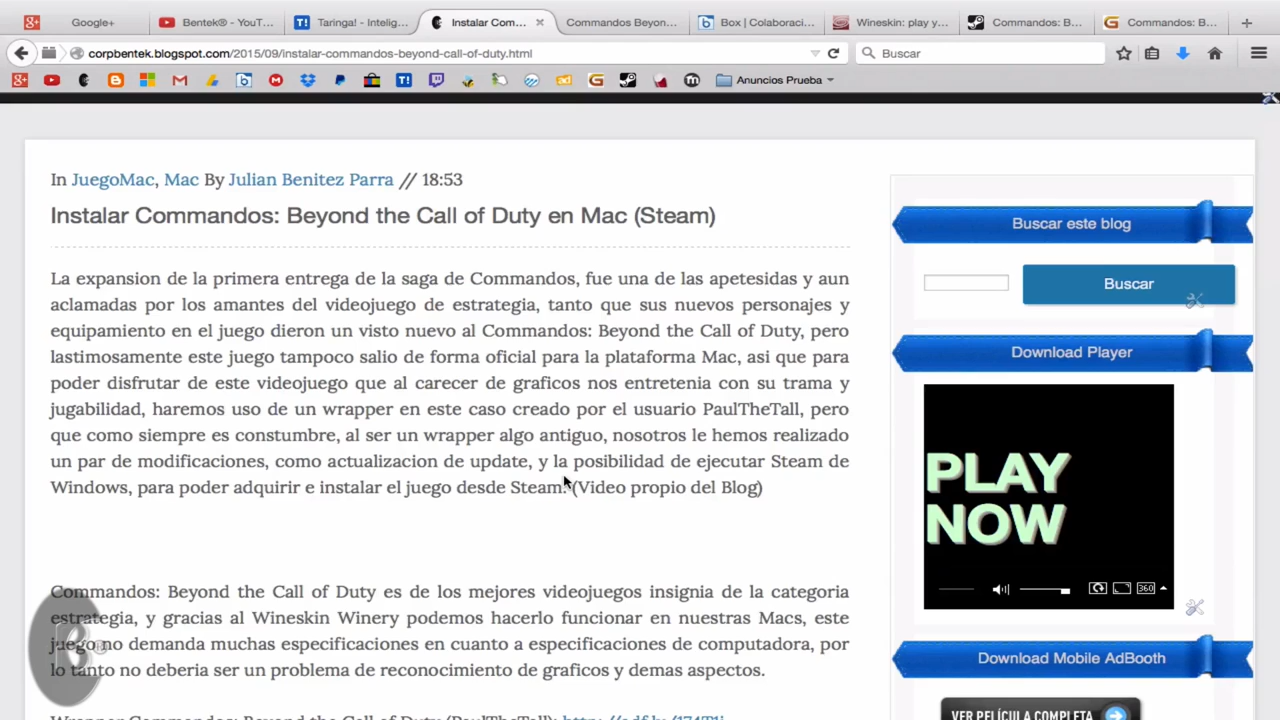 Google+
Bentek® - YouT...
Taringa! - Intelig...
Instalar Com...
Commandos Beyon...
Box | Colaboraci...
Wineskin: play y...
Commandos: B...
Commandos: B...
corpbentek.blogspot.com/2015/09/instalar-commandos-beyond-call-of-duty.html
Buscar
Anuncios Prueba
In JuegoMac, Mac By Julian Benitez Parra // 18:53
Instalar Commandos: Beyond the Call of Duty en Mac (Steam)
La expansion de la primera entrega de la saga de Commandos, fue una de las apetesidas y aun
aclamadas por los amantes del videojuego de estrategia, tanto que sus nuevos personajes y
equipamiento en el juego dieron un visto nuevo al Commandos: Beyond the Call of Duty, pero
lastimosamente este juego tampoco salio de forma oficial para la plataforma Mac, asi que para
poder disfrutar de este videojuego que al carecer de graficos nos entretenia con su trama y
jugabilidad, haremos uso de un wrapper en este caso creado por el usuario PaulTheTall, pero
que como siempre es constumbre, al ser un wrapper algo antiguo, nosotros le hemos realizado
un par de modificaciones, como actualizacion de update, y la posibilidad de ejecutar Steam de
Windows, para poder adquirir e instalar el juego desde Steam. (Video propio del Blog)
Commandos: Beyond the Call of Duty es de los mejores videojuegos insignia de la categoria
estrategia, y gracias al Wineskin Winery podemos hacerlo funcionar en nuestras Macs, este
juego no demanda muchas especificaciones en cuanto a especificaciones de computadora, por
lo tanto no deberia ser un problema de reconocimiento de graficos y demas aspectos.
Wrapper Commandos: Beyond the Call of Duty (PaulTheTall):
Buscar este blog
Buscar
Download Player
PLAY
NOW
360
Download Mobile AdBooth
VER PELÍCULA COMPLETA